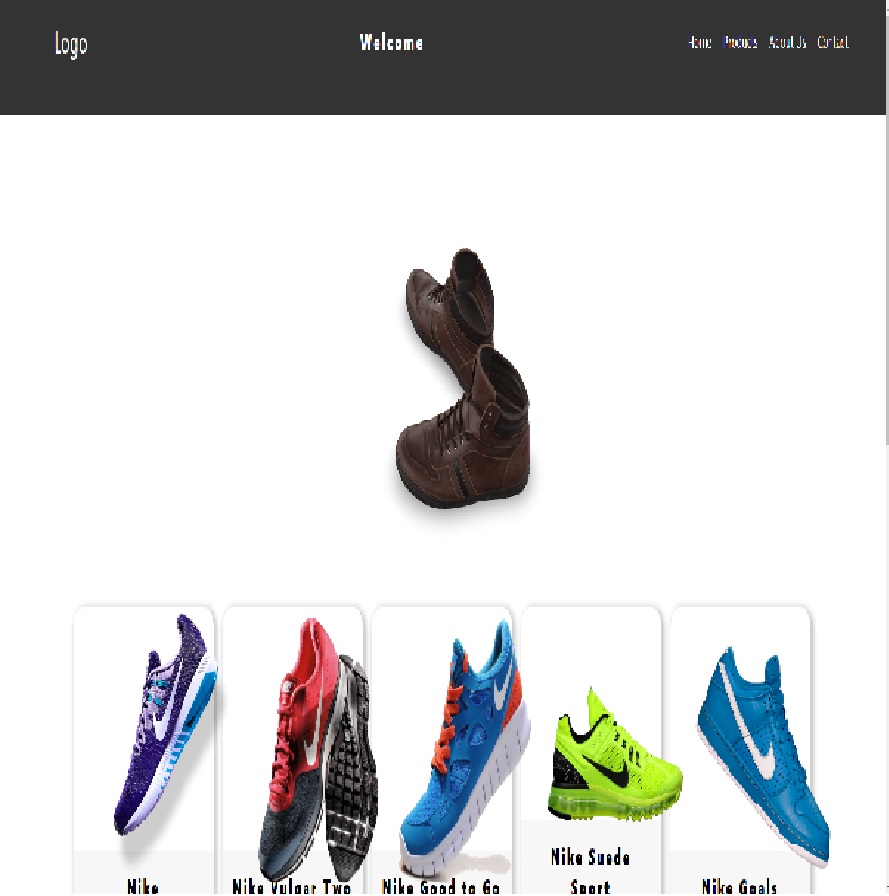 Logo
Welcome
Home Products About Us Contact
Nike
Nike Vulgar Two
Nike Good to Go
Nike Suede
Sport
Nike Goals